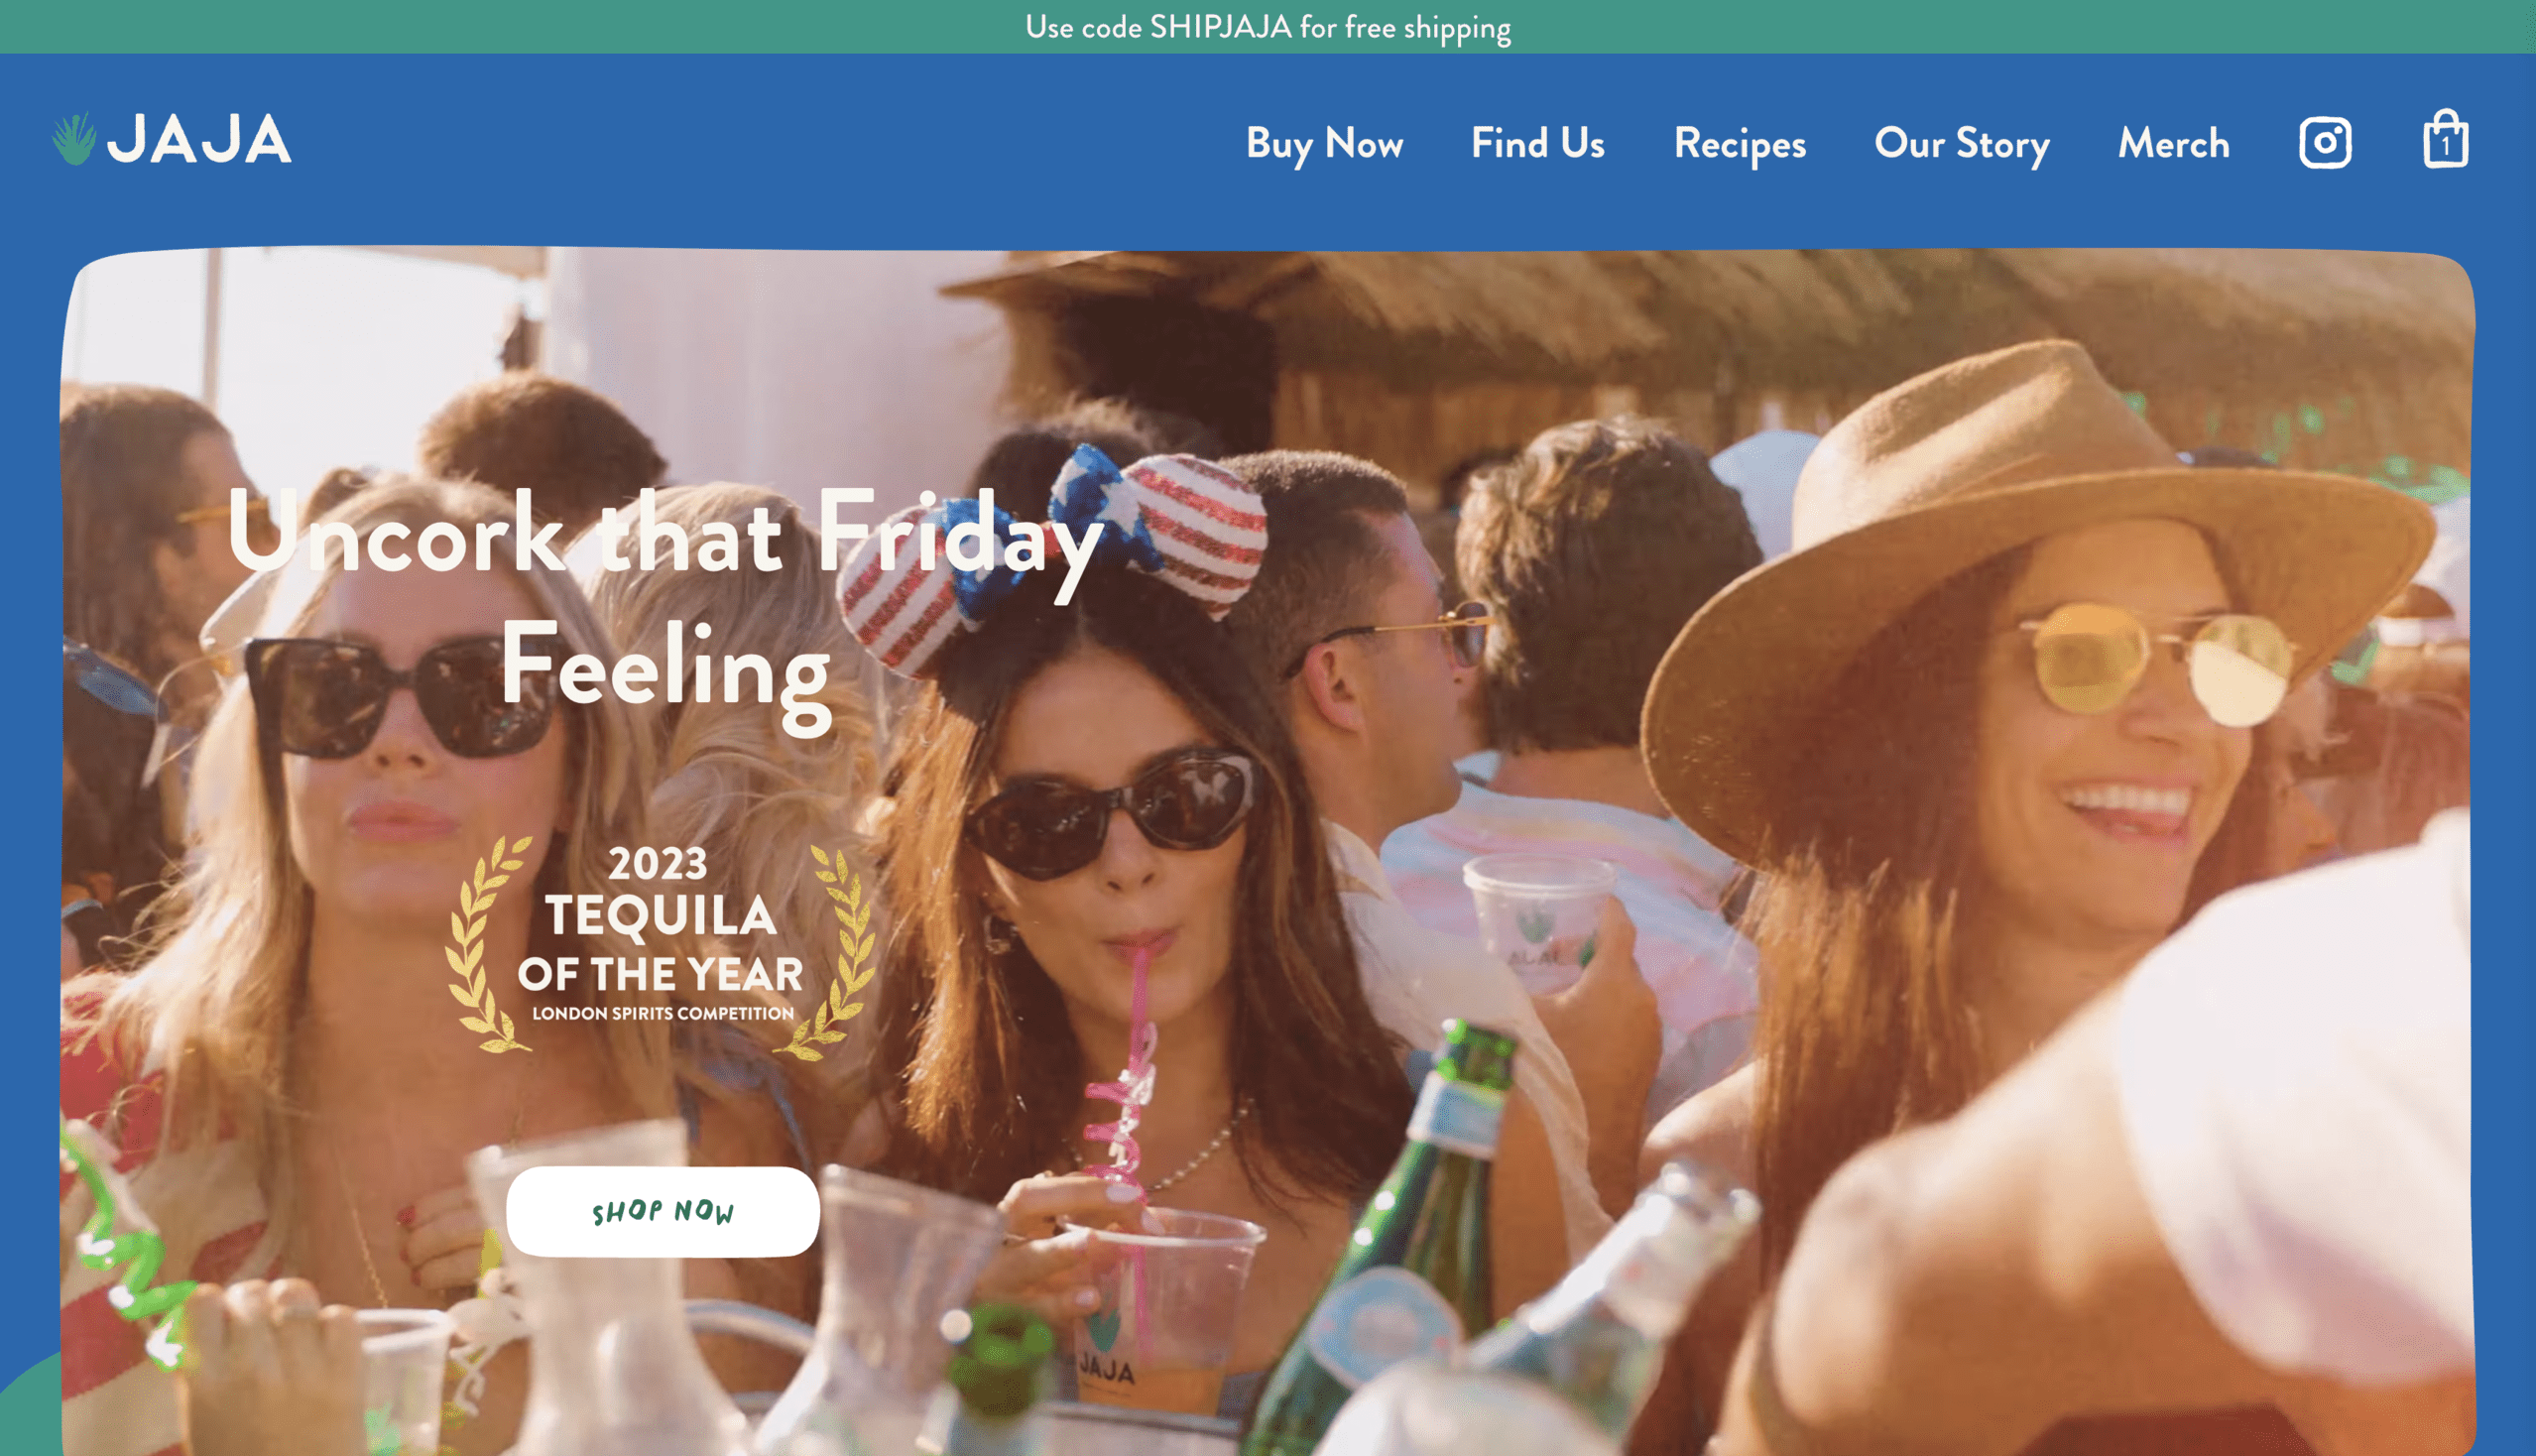 Use code SHIPJAJA for free shipping
JAJA
Buy Now
Find Us
Recipes
Our Story
Merch
1
Uncork that Friday
Feeling
2023
TEQUILA
OF THE YEAR
LONDON SPIRITS COMPETITION
SHOP NOW
JAJA